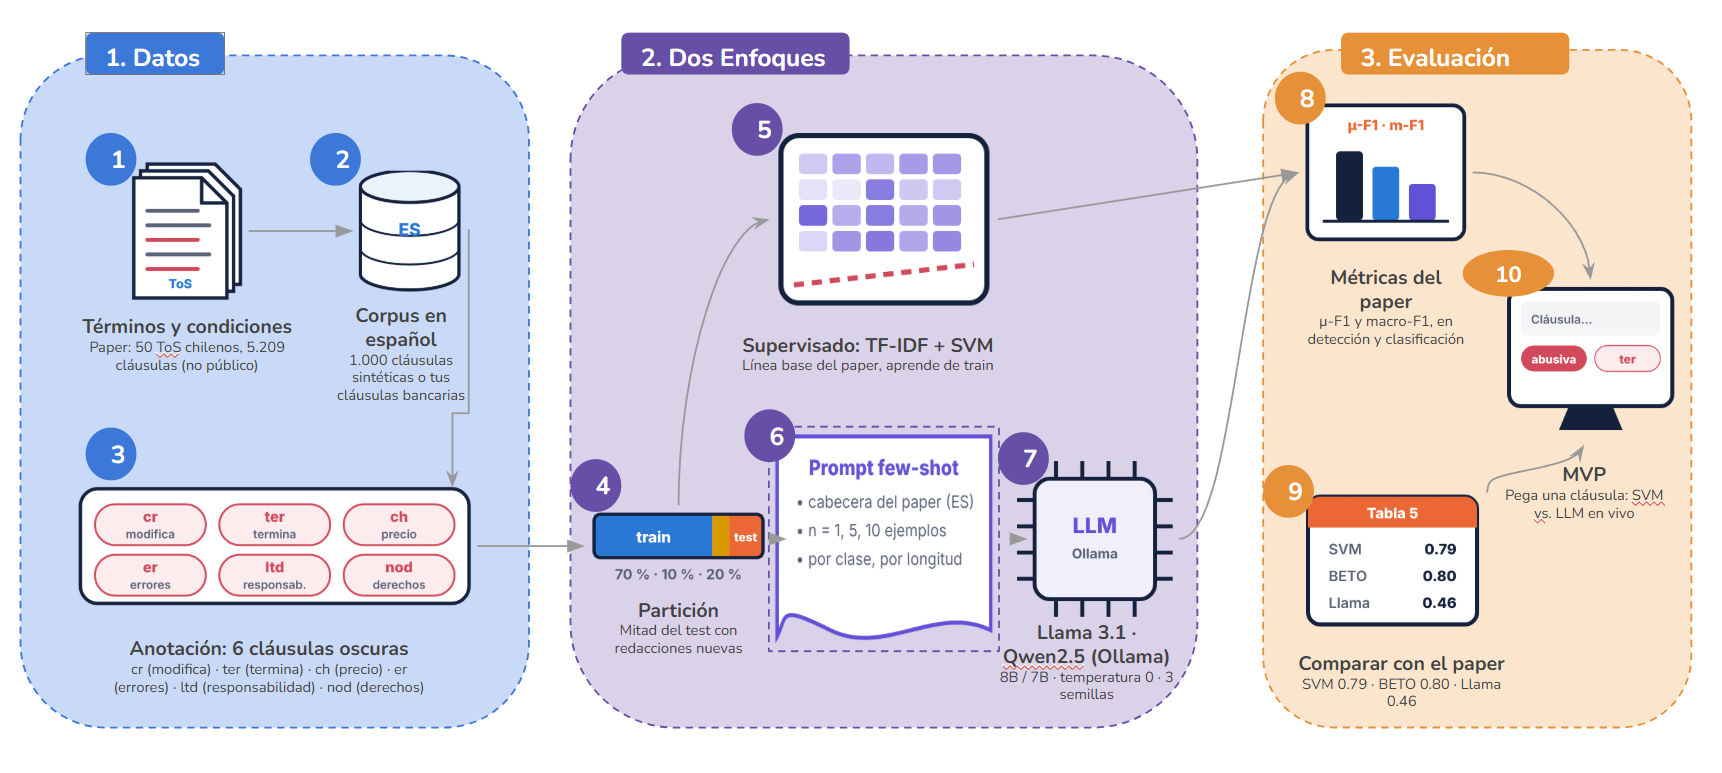 1. Datos
1
ToS
Términos y condiciones
Paper: 50 ToS chilenos, 5.209
cláusulas (no público)
2
ES
Corpus en
español
1.000 cláusulas
sintéticas o tus
cláusulas bancarias
3
cr
modifica
ter
termina
ch
precio
er
errores
ltd
responsab.
nod
derechos
Anotación: 6 cláusulas oscuras
cr (modifica) · ter (termina) · ch (precio) · er
(errores) · ltd (responsabilidad) · nod (derechos)
2. Dos Enfoques
4
train
test
70 % · 10 % · 20 %
Partición
Mitad del test con
redacciones nuevas
5
Supervisado: TF-IDF + SVM
Línea base del paper, aprende de train
6
Prompt few-shot
• cabecera del paper (ES)
• n = 1, 5, 10 ejemplos
• por clase, por longitud
7
LLM
Ollama
Llama 3.1 ·
Qwen2.5 (Ollama)
8B / 7B · temperatura 0 · 3
semillas
3. Evaluación
8
µ-F1 · m-F1
Métricas del
paper
µ-F1 y macro-F1, en
detección y clasificación
9
Tabla 5
SVM 0.79
BETO 0.80
Llama 0.46
Comparar con el paper
SVM 0.79 · BETO 0.80 · Llama
0.46
10
Cláusula...
abusiva
ter
MVP
Pega una cláusula: SVM
vs. LLM en vivo